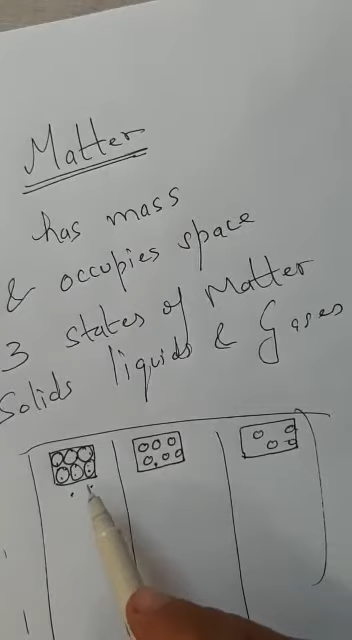 Matter
has mass
& occupies space
3 states of Matter
Solids liquids & Gases